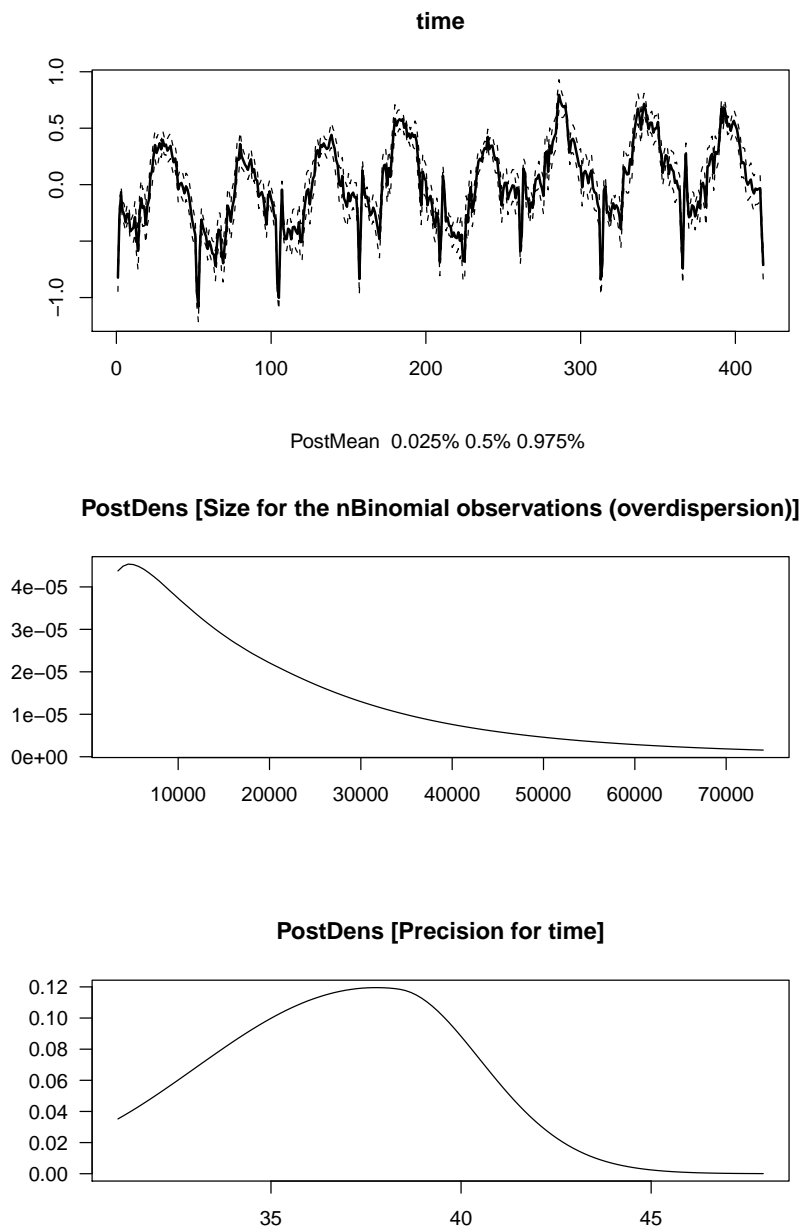 time
1.0
0.5
0.0
−1.0
0 100 200 300 400
PostMean 0.025% 0.5% 0.975%
PostDens [Size for the nBinomial observations (overdispersion)]
4e−05
3e−05
2e−05
1e−05
0e+00
10000 20000 30000 40000 50000 60000 70000
PostDens [Precision for time]
0.12
0.10
0.08
0.06
0.04
0.02
0.00
35 40 45